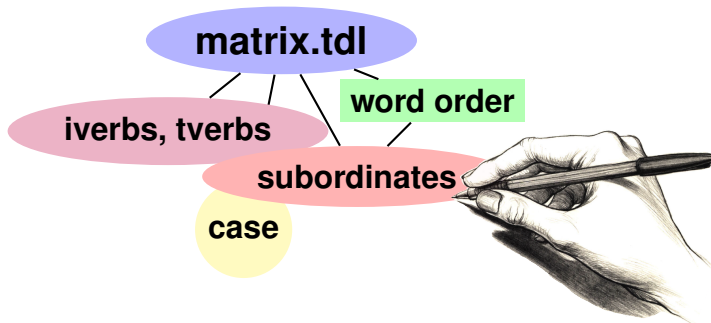 matrix.tdl
word order
iverbs, tverbs
subordinates
case